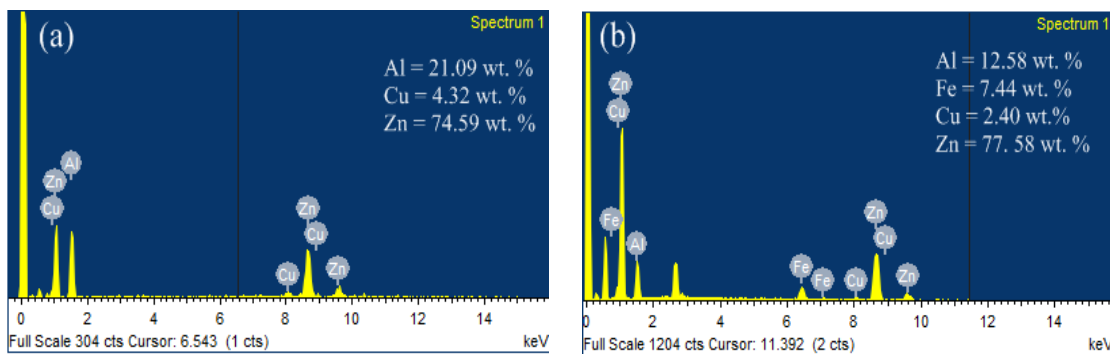 (a)
Spectrum 1
Al = 21.09 wt. %
Cu = 4.32 wt. %
Zn = 74.59 wt. %
Al
Zn
Cu
Zn
Cu
Cu
Zn
0 2 4 6 8 10 12 14
Full Scale 304 cts Cursor: 6.543 (1 cts) keV
(b)
Spectrum 1
Al = 12.58 wt. %
Fe = 7.44 wt. %
Cu = 2.40 wt.%
Zn = 77. 58 wt. %
Zn
Cu
Fe
Al
Zn
Cu
Fe
Fe
Cu
Zn
0 2 4 6 8 10 12 14
Full Scale 1204 cts Cursor: 11.392 (2 cts) keV